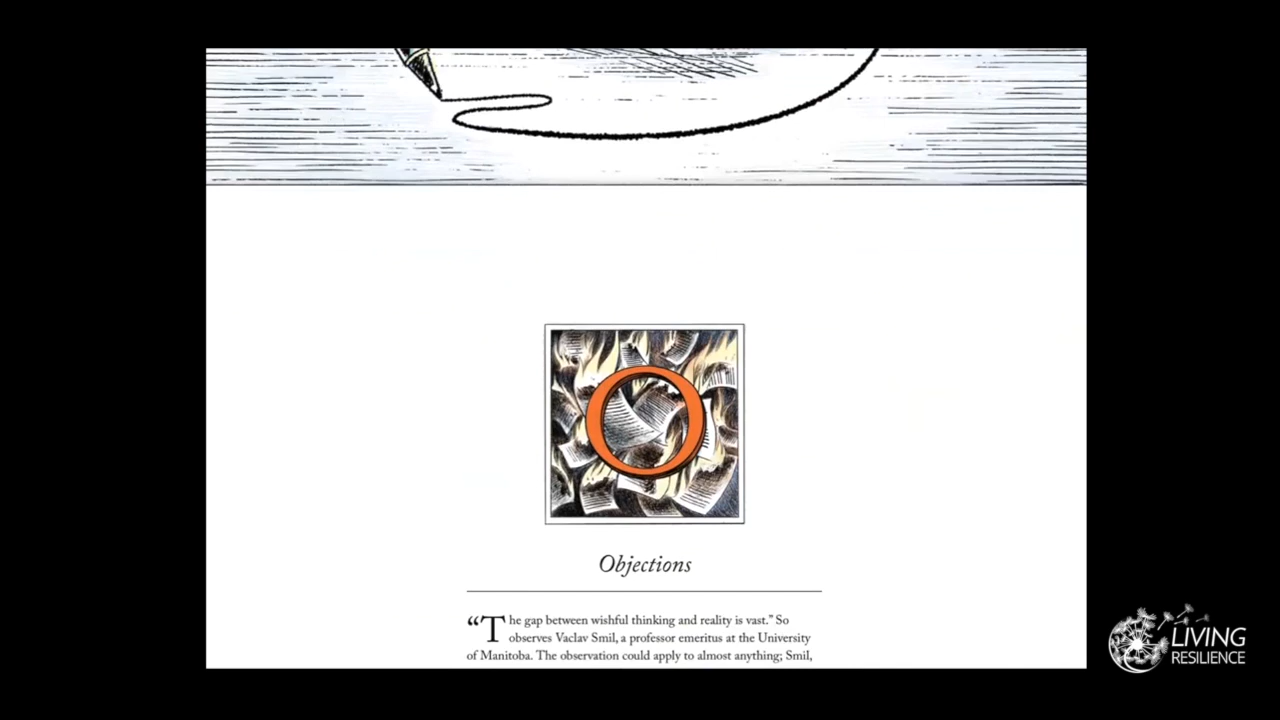 O
Objections
“The gap between wishful thinking and reality is vast.” So
observes Vaclav Smil, a professor emeritus at the University
of Manitoba. The observation could apply to almost anything; Smil,
LIVING
RESILIENCE